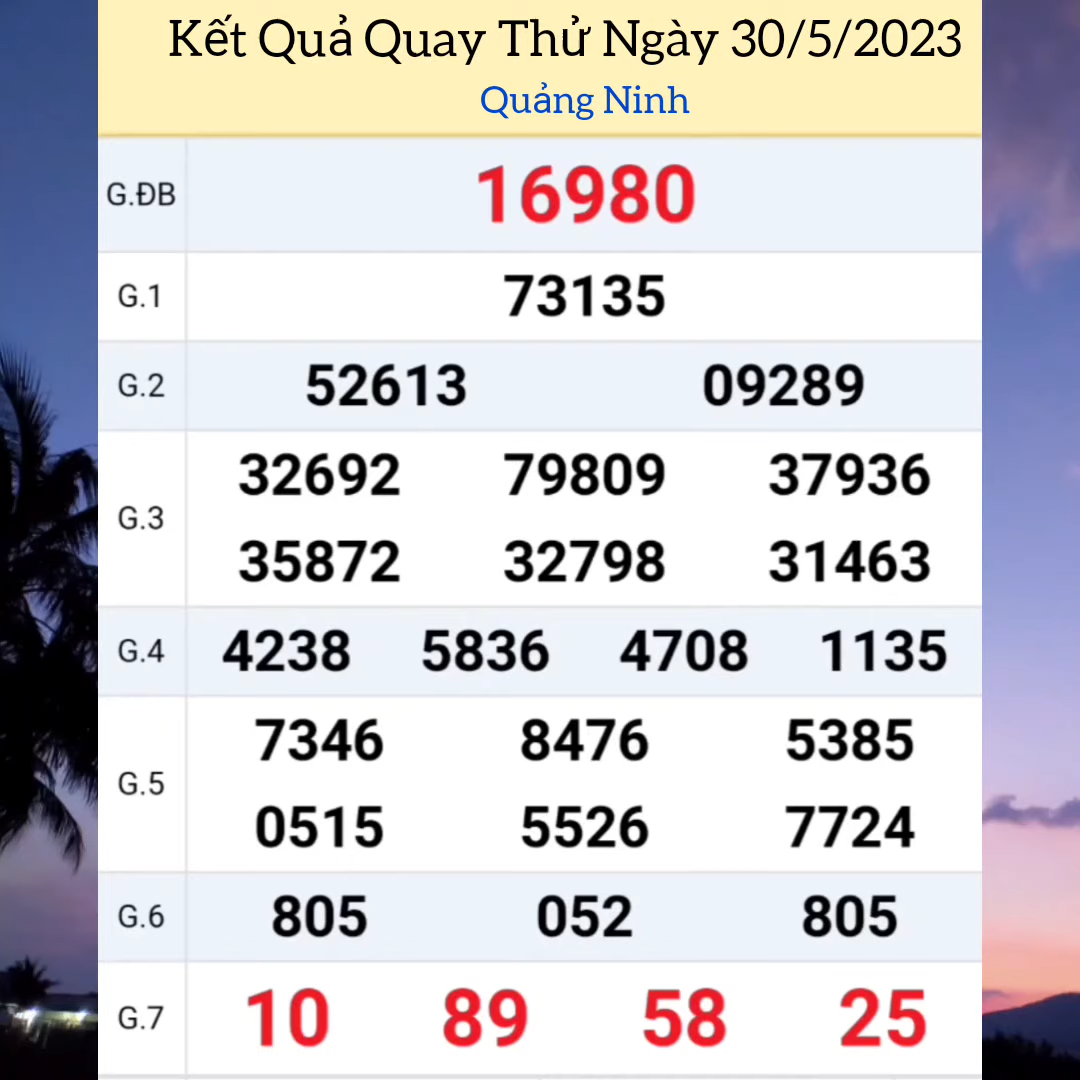 Kết Quả Quay Thử Ngày 30/5/2023
Quảng Ninh
G.ĐB 16980
G.1 73135
G.2 52613 09289
G.3 32692 79809 37936
35872 32798 31463
G.4 4238 5836 4708 1135
G.5 7346 8476 5385
0515 5526 7724
G.6 805 052 805
G.7 10 89 58 25